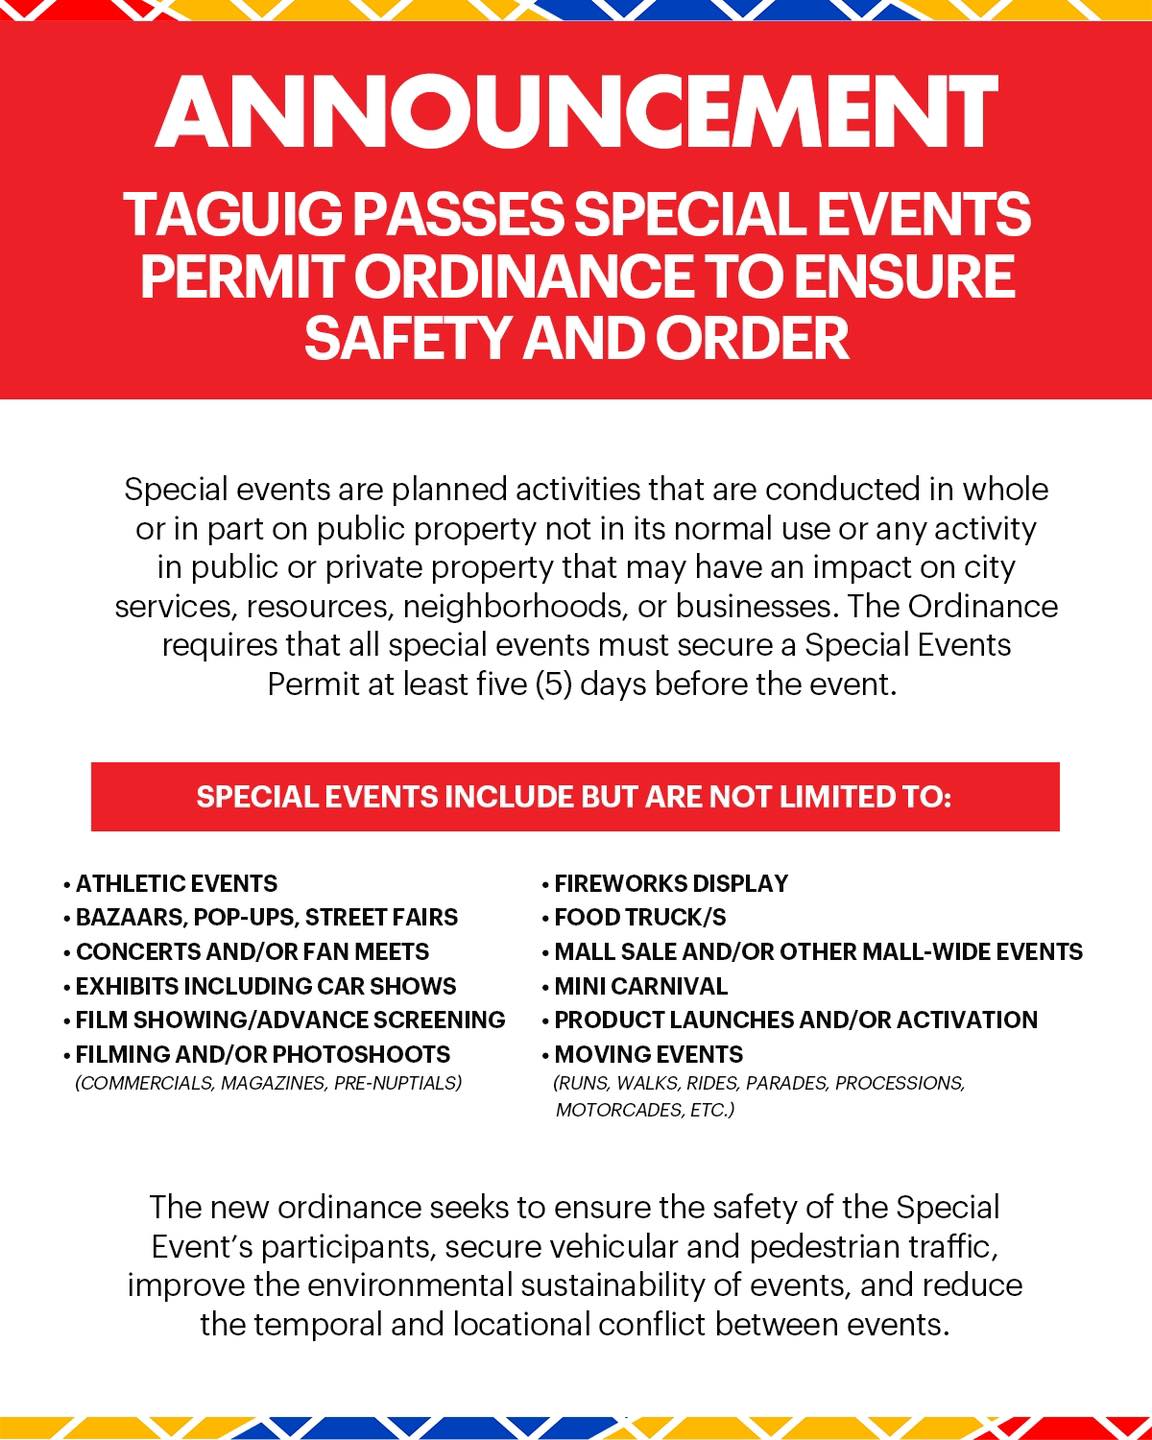 ANNOUNCEMENT
TAGUIG PASSES SPECIAL EVENTS
PERMIT ORDINANCE TO ENSURE
SAFETY AND ORDER
Special events are planned activities that are conducted in whole
or in part on public property not in its normal use or any activity
in public or private property that may have an impact on city
services, resources, neighborhoods, or businesses. The Ordinance
requires that all special events must secure a Special Events
Permit at least five (5) days before the event.
SPECIAL EVENTS INCLUDE BUT ARE NOT LIMITED TO:
• ATHLETIC EVENTS
• BAZAARS, POP-UPS, STREET FAIRS
• CONCERTS AND/OR FAN MEETS
• EXHIBITS INCLUDING CAR SHOWS
• FILM SHOWING/ADVANCE SCREENING
• FILMING AND/OR PHOTOSHOOTS
(COMMERCIALS, MAGAZINES, PRE-NUPTIALS)
• FIREWORKS DISPLAY
• FOOD TRUCK/S
• MALL SALE AND/OR OTHER MALL-WIDE EVENTS
• MINI CARNIVAL
• PRODUCT LAUNCHES AND/OR ACTIVATION
• MOVING EVENTS
(RUNS, WALKS, RIDES, PARADES, PROCESSIONS,
MOTORCADES, ETC.)
The new ordinance seeks to ensure the safety of the Special
Event's participants, secure vehicular and pedestrian traffic,
improve the environmental sustainability of events, and reduce
the temporal and locational conflict between events.